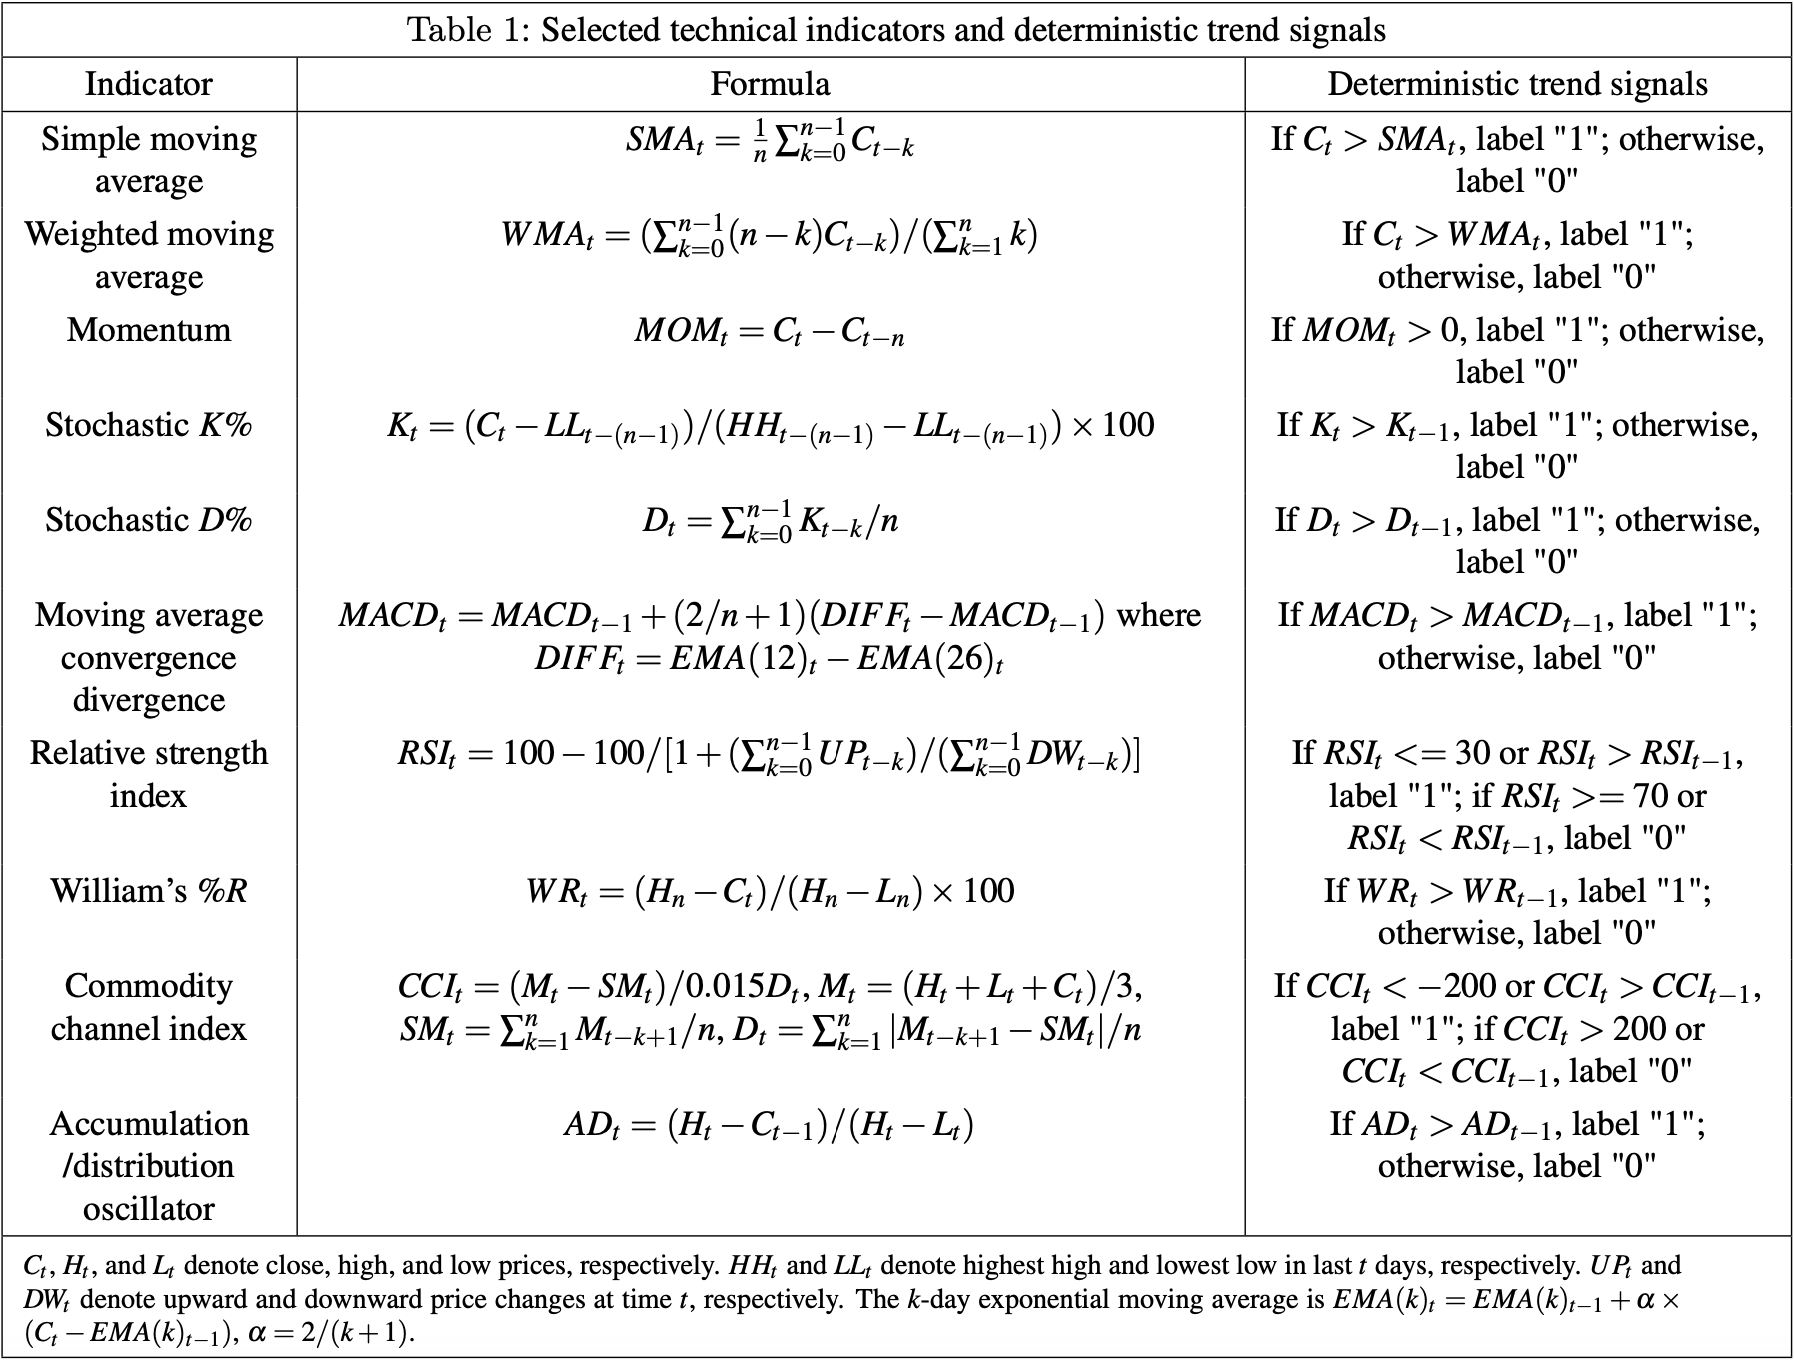 Table 1: Selected technical indicators and deterministic trend signals
Indicator Formula Deterministic trend signals
Simple moving average
SMA_t = \frac{1}{n} \sum_{k=0}^{n-1} C_{t-k}
If C_t > SMA_t, label "1"; otherwise,
label "0"
Weighted moving
average
WMA_t = (\sum_{k=0}^{n-1}(n-k)C_{t-k})/(\sum_{k=1}^{n} k)
If C_t > WMA_t, label "1";
otherwise, label "0"
Momentum
MOM_t = C_t - C_{t-n}
If MOM_t > 0, label "1"; otherwise,
label "0"
Stochastic K%
K_t = (C_t - LL_{t-(n-1)})/(HH_{t-(n-1)} - LL_{t-(n-1)}) × 100
If K_t > K_{t-1}, label "1"; otherwise,
label "0"
Stochastic D%
D_t = \sum_{k=0}^{n-1} K_{t-k}/n
If D_t > D_{t-1}, label "1"; otherwise,
label "0"
Moving average
convergence
divergence
MACD_t = MACD_{t-1} + (2/n+1)(DIFF_t - MACD_{t-1}) where
DIFF_t = EMA(12)_t - EMA(26)_t
If MACD_t > MACD_{t-1}, label "1";
otherwise, label "0"
Relative strength
index
RSI_t = 100 - 100/[1 + (\sum_{k=0}^{n-1} UP_{t-k})/(\sum_{k=0}^{n-1} DW_{t-k})]
If RSI_t <= 30 or RSI_t > RSI_{t-1},
label "1"; if RSI_t >= 70 or
RSI_t < RSI_{t-1}, label "0"
William's %R
WR_t = (H_n - C_t)/(H_n - L_n) × 100
If WR_t > WR_{t-1}, label "1";
otherwise, label "0"
Commodity
channel index
CCI_t = (M_t - SM_t)/0.015D_t, M_t = (H_t + L_t + C_t)/3,
SM_t = \sum_{k=1}^{n} M_{t-k+1}/n, D_t = \sum_{k=1}^{n} |M_{t-k+1} - SM_t|/n
If CCI_t < -200 or CCI_t > CCI_{t-1},
label "1"; if CCI_t > 200 or
CCI_t < CCI_{t-1}, label "0"
Accumulation
/distribution
oscillator
AD_t = (H_t - C_{t-1})/(H_t - L_t)
If AD_t > AD_{t-1}, label "1";
otherwise, label "0"
C_t, H_t, and L_t denote close, high, and low prices, respectively. HH_t and LL_t denote highest high and lowest low in last t days, respectively. UP_t and
DW_t denote upward and downward price changes at time t, respectively. The k-day exponential moving average is EMA(k)_t = EMA(k)_{t-1} + α ×
(C_t - EMA(k)_{t-1}), α = 2/(k+1).